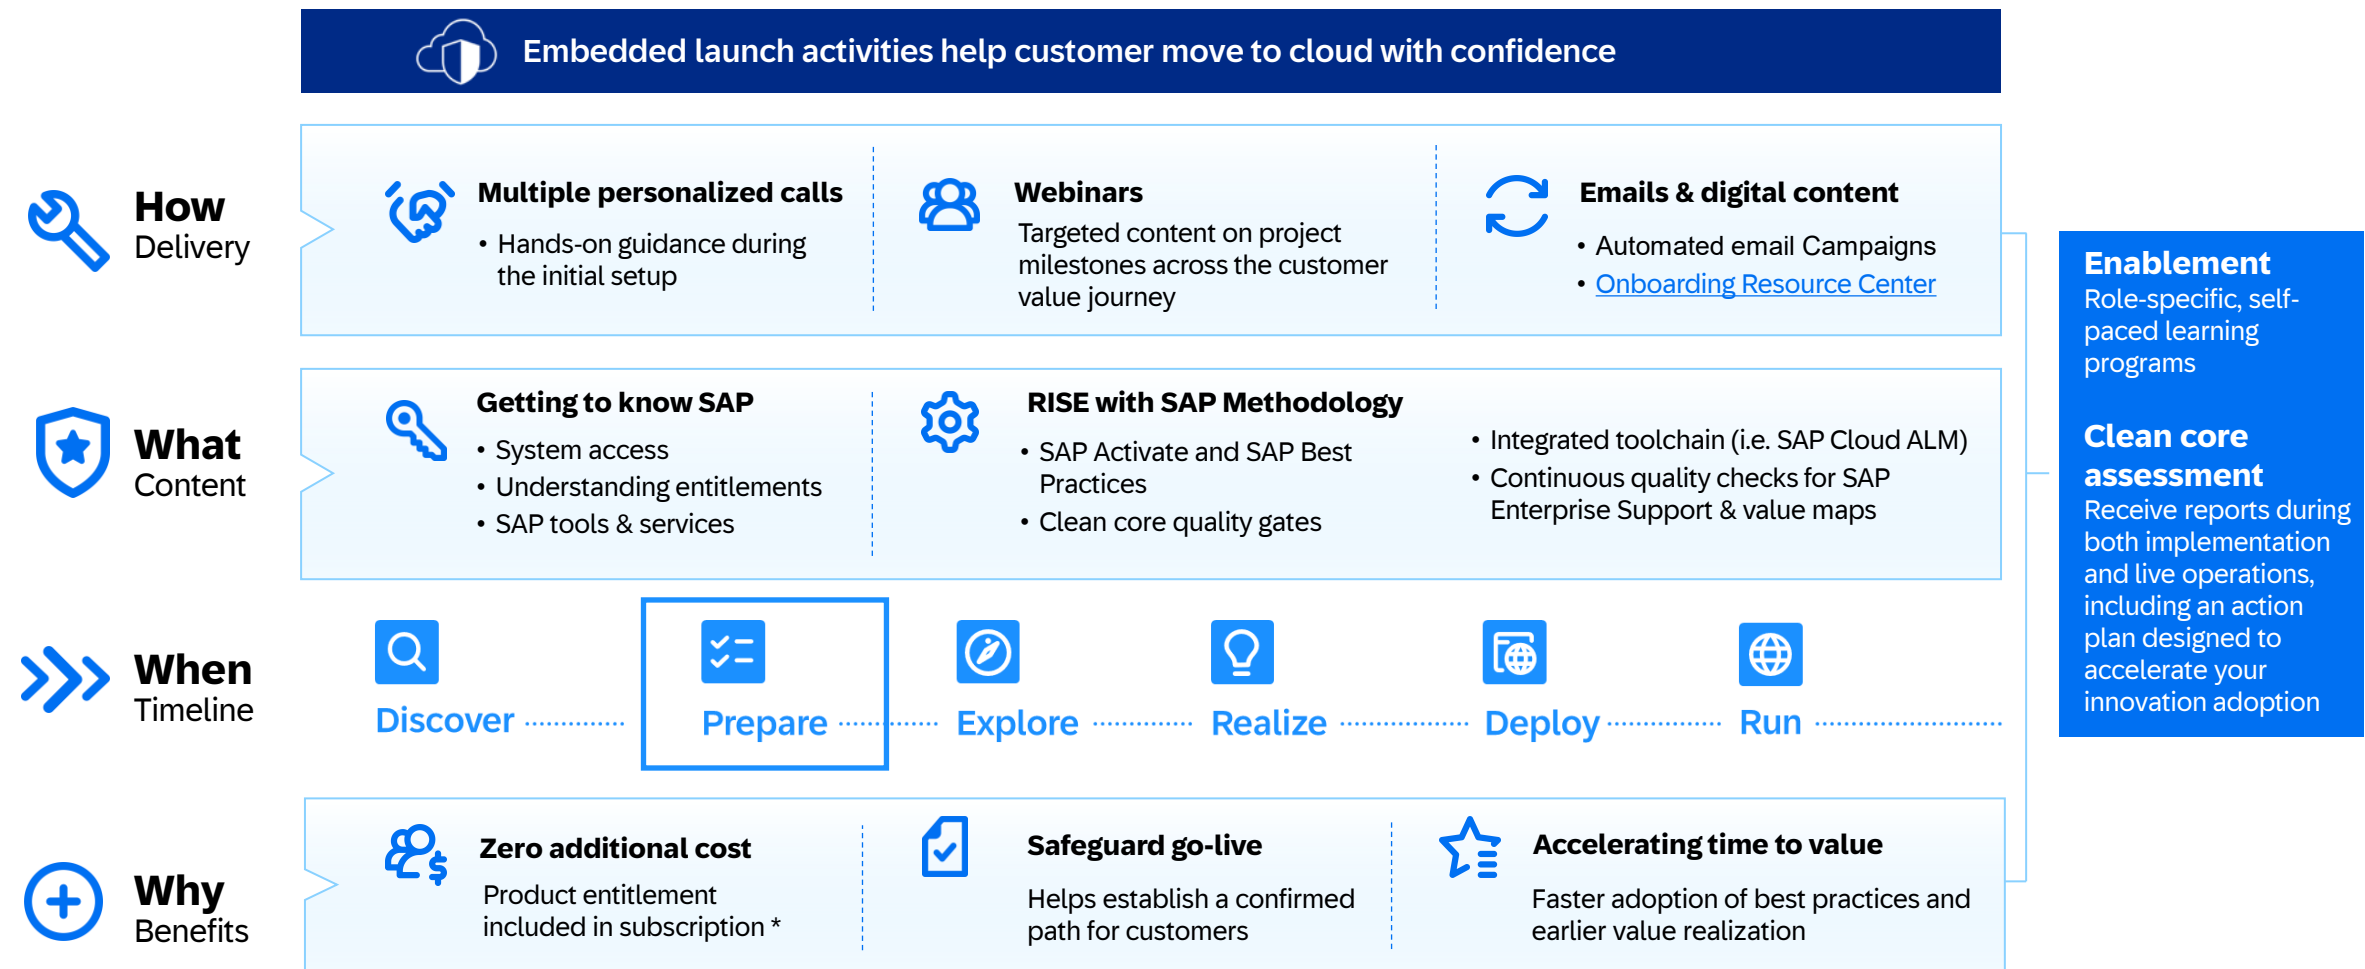 Embedded launch activities help customer move to cloud with confidence
How
Delivery
Multiple personalized calls
• Hands-on guidance during
the initial setup
Webinars
Targeted content on project
milestones across the customer
value journey
Emails & digital content
• Automated email Campaigns
• Onboarding Resource Center
What
Content
Getting to know SAP
• System access
• Understanding entitlements
• SAP tools & services
RISE with SAP Methodology
• SAP Activate and SAP Best
Practices
• Clean core quality gates
• Integrated toolchain (i.e. SAP Cloud ALM)
• Continuous quality checks for SAP
Enterprise Support & value maps
When
Timeline
Discover
Prepare
Explore
Realize
Deploy
Run
Why
Benefits
Zero additional cost
Product entitlement
included in subscription *
Safeguard go-live
Helps establish a confirmed
path for customers
Accelerating time to value
Faster adoption of best practices and
earlier value realization
Enablement
Role-specific, self-
paced learning
programs
Clean core
assessment
Receive reports during
both implementation
and live operations,
including an action
plan designed to
accelerate your
innovation adoption